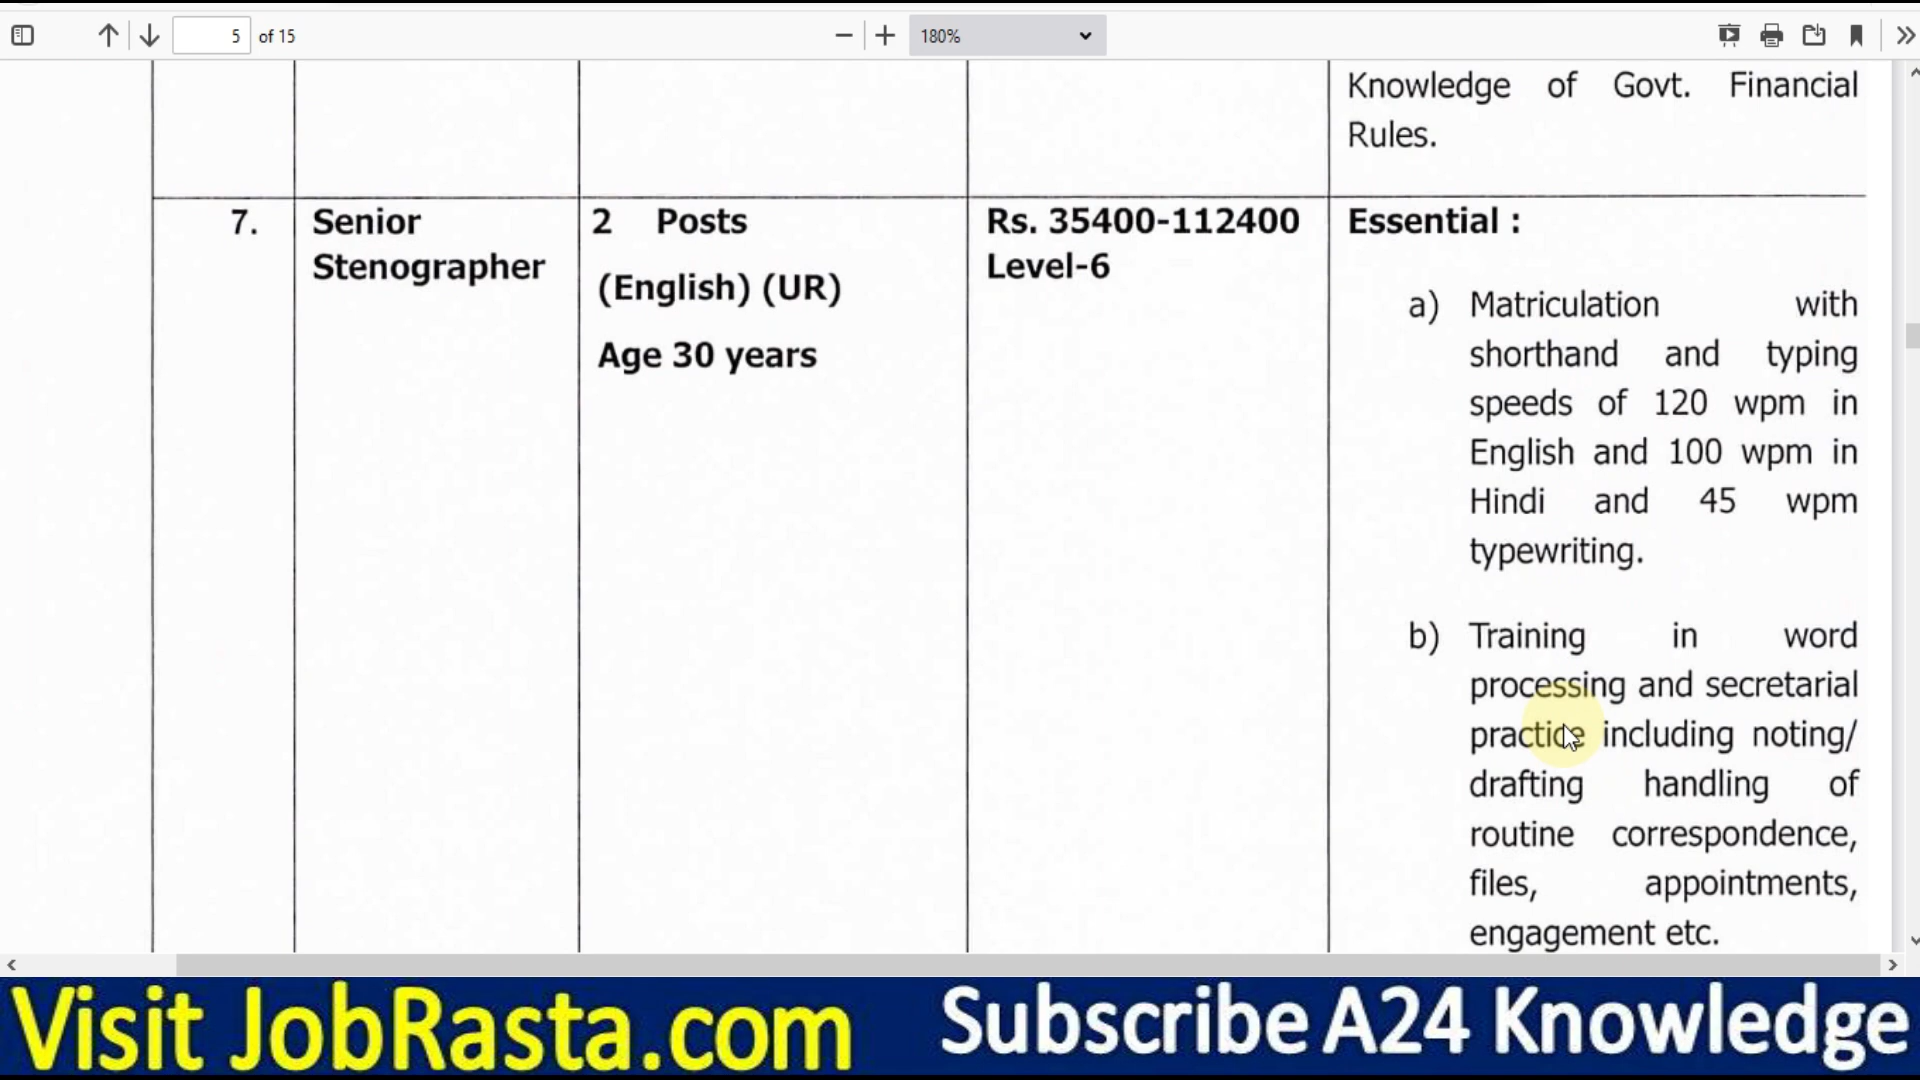 5 of 15
180%
Knowledge of Govt. Financial
Rules.
7. Senior Stenographer
2 Posts
(English) (UR)
Age 30 years
Rs. 35400-112400
Level-6
Essential :
a) Matriculation with
shorthand and typing
speeds of 120 wpm in
English and 100 wpm in
Hindi and 45 wpm
typewriting.
b) Training in word
processing and secretarial
practice including noting/
drafting handling of
routine correspondence,
files, appointments,
engagement etc.
Visit JobRasta.com
Subscribe A24 Knowledge